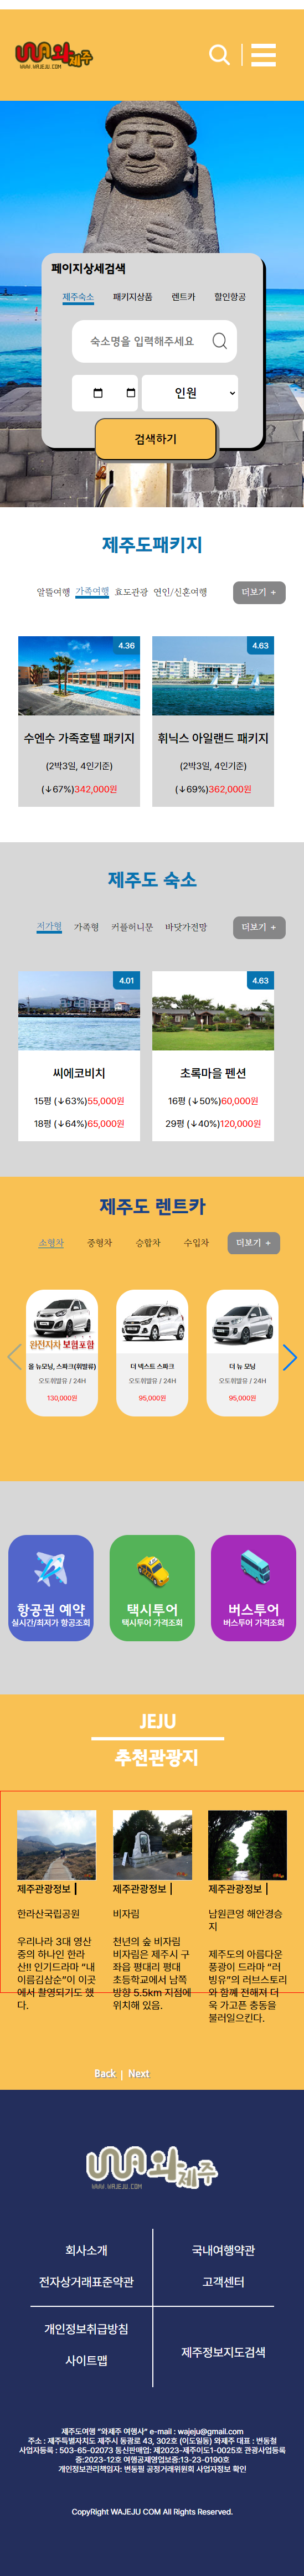 와제주
WWW.WAJEJU.COM
페이지상세검색
제주숙소 패키지상품 렌트카 할인항공
숙소명을 입력해주세요
인원
검색하기
제주도패키지
알뜰여행 가족여행 효도관광 연인/신혼여행 더보기 +
4.36 4.63
수엔수 가족호텔 패키지 휘닉스 아일랜드 패키지
(2박3일, 4인기준) (2박3일, 4인기준)
(↓67%)342,000원 (↓69%)362,000원
제주도 숙소
저가형 가족형 커플허니문 바닷가전망 더보기 +
4.01 4.63
씨에코비치 초록마을 펜션
15평 (↓63%)55,000원 16평 (↓50%)60,000원
18평 (↓64%)65,000원 29평 (↓40%)120,000원
제주도 렌트카
소형차 중형차 승합차 수입차 더보기 +
완전자차 보험포함
올 뉴모닝, 스파크(휘발유) 더 넥스트 스파크 더 뉴 모닝
오토휘발유 / 24H 오토휘발유 / 24H 오토휘발유 / 24H
130,000원 95,000원 95,000원
항공권 예약 택시투어 버스투어
실시간/최저가 항공조회 택시투어 가격조회 버스투어 가격조회
JEJU
추천관광지
제주관광정보 | 제주관광정보 | 제주관광정보 |
한라산국립공원
우리나라 3대 영산
중의 하나인 한라
산!! 인기드라마 “내
이름김삼순”이 이곳
에서 촬영되기도 했
다.
비자림
천년의 숲 비자림
비자림은 제주시 구
좌읍 평대리 평대
초등학교에서 남쪽
방향 5.5km 지점에
위치해 있음.
남원큰엉 해안경승
지
제주도의 아름다운
풍광이 드라마 “러
빙유”의 러브스토리
와 함께 전해져 더
욱 가고픈 충동을
불러일으킨다.
Back | Next
와제주
WWW.WAJEJU.COM
회사소개 국내여행약관
전자상거래표준약관 고객센터
개인정보취급방침
사이트맵
제주정보지도검색
제주도여행 “와제주 여행사” e-mail : wajeju@gmail.com
주소 : 제주특별자치도 제주시 동광로 43, 302호 (이도일동) 와제주 대표 : 변동철
사업자등록 : 503-65-02073 통신판매업: 제2023-제주이도1-0025호 관광사업등록
증:2023-12호 여행공제영업보증:13-23-0190호
개인정보관리책임자: 변동필 공정거래위원회 사업자정보 확인
CopyRight WAJEJU COM All Rights Reserved.